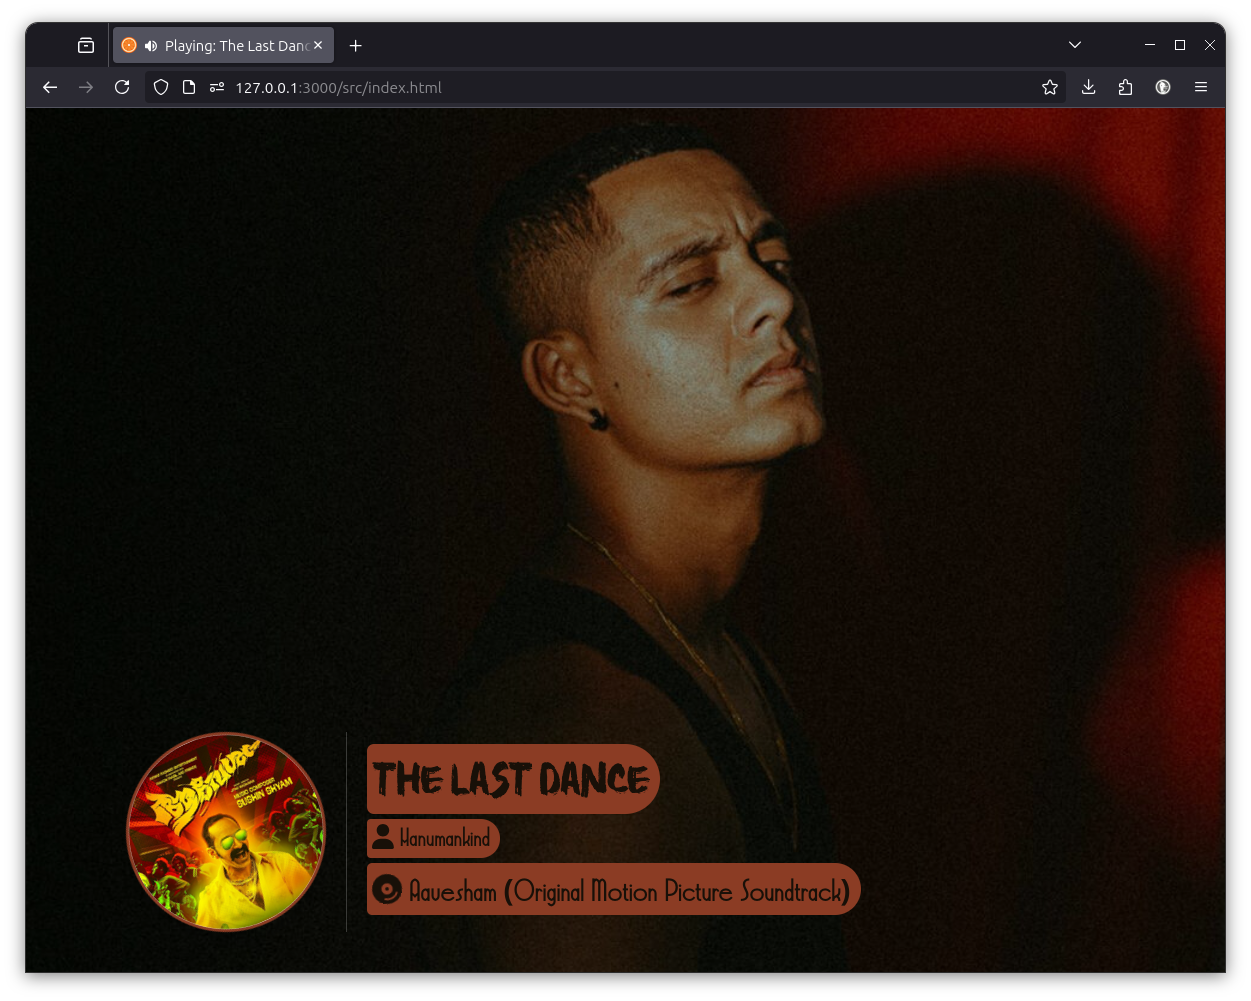 Playing: The Last Danc
127.0.0.1:3000/src/index.html
MUSIC COMPOSER
SUSHIN SHYAM
THE LAST DANCE
Hanumankind
Aavesham (Original Motion Picture Soundtrack)